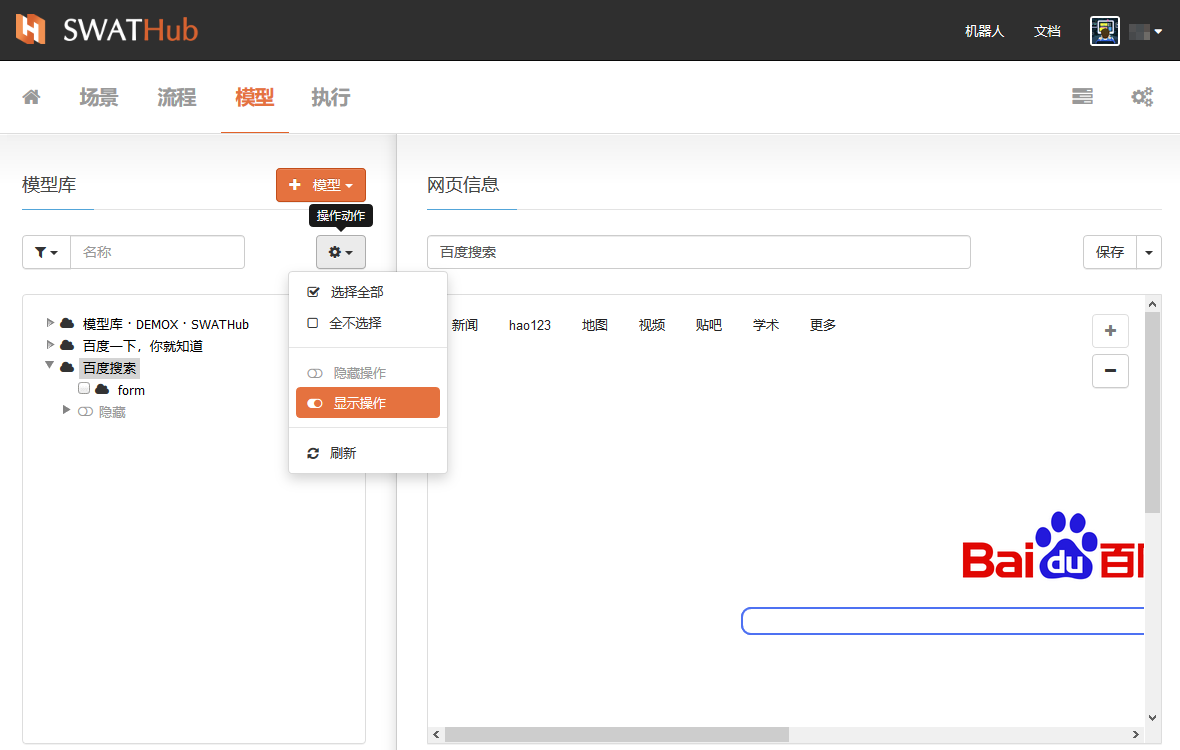 SWATHub
机器人 文档
场景 流程 模型 执行
模型库
模型
网页信息
操作动作
名称
百度搜索
保存
选择全部
全不选择
隐藏操作
显示操作
刷新
模型库・DEMOX・SWATHub
百度一下，你就知道
百度搜索
form
隐藏
新闻 hao123 地图 视频 贴吧 学术 更多
Bai du 百